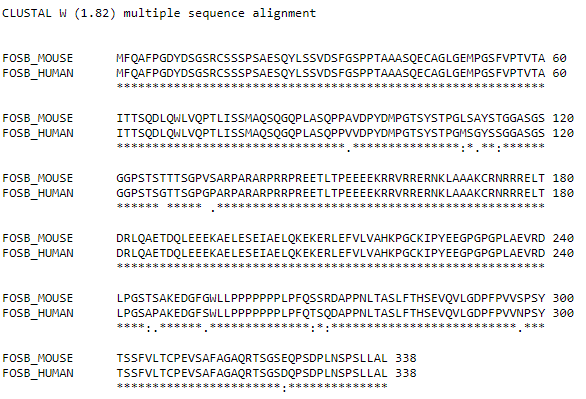 CLUSTAL W (1.82) multiple sequence alignment
FOSB_MOUSE MFQAFPGDYDSGSRCSSSPSAESQYLSSVDSFGSPPTAAASQECAGLGEMPGSFVPTVTA 60
FOSB_HUMAN MFQAFPGDYDSGSRCSSSPSAESQYLSSVDSFGSPPTAAASQECAGLGEMPGSFVPTVTA 60
************************************************************
FOSB_MOUSE ITTSQDLQWLVQPTLISSMAQSQGQPLASQPPAVDPYDMPGTSYSTPGLSAYSTGGASGS 120
FOSB_HUMAN ITTSQDLQWLVQPTLISSMAQSQGQPLASQPPVVDPYDMPGTSYSTPGMSGYSSGGASGS 120
********************************.***************:*.**:******
FOSB_MOUSE GGPSTSTTTSGPVSARPARARPRRPREETLTPEEEEKRRVRRERNKLAAAKCRNRRRELT 180
FOSB_HUMAN GGPSTSGTTSGPGPARPARARPRRPREETLTPEEEEKRRVRRERNKLAAAKCRNRRRELT 180
****** ***** .**********************************************
FOSB_MOUSE DRLQAETDQLEEEKAELESEIAELQKEKERLEFVLVAHKPGCKIPYEEGPGPGPLAEVRD 240
FOSB_HUMAN DRLQAETDQLEEEKAELESEIAELQKEKERLEFVLVAHKPGCKIPYEEGPGPGPLAEVRD 240
************************************************************
FOSB_MOUSE LPGSTSAKEDGFGWLLPPPPPPPLPFQSSRDAPPNLTASLFTHSEVQVLGDPFPVVSPSY 300
FOSB_HUMAN LPGSAPAKEDGFSWLLPPPPPPPLPFQTSQDAPPNLTASLFTHSEVQVLGDPFPVVNPSY 300
****:.******.**************:*:**************************.***
FOSB_MOUSE TSSFVLTCPEVSAFAGAQRTSGSEQPSDPLNSPSLLAL 338
FOSB_HUMAN TSSFVLTCPEVSAFAGAQRTSGSDQPSDPLNSPSLLAL 338
***********************:**************